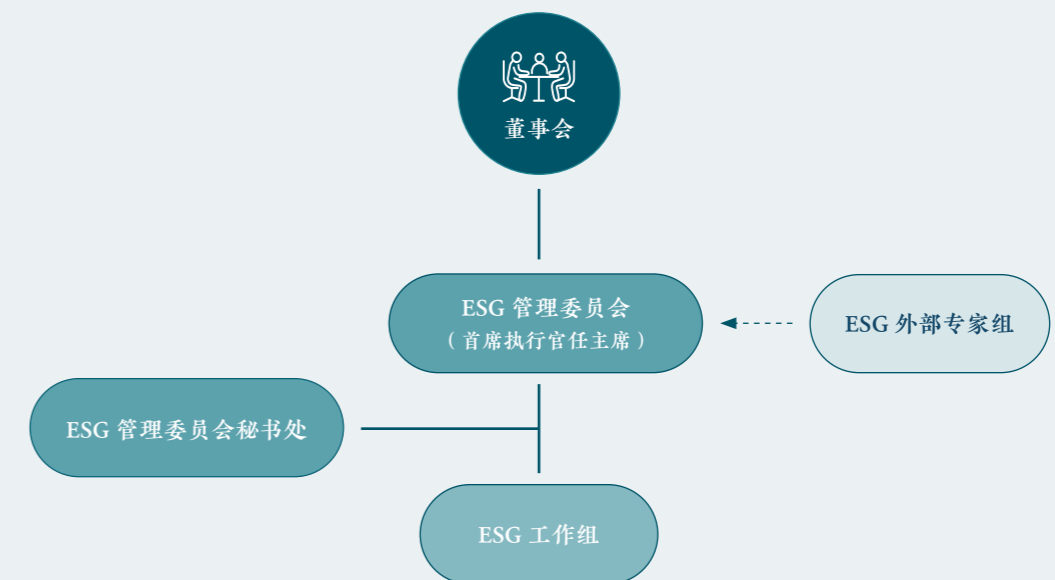 董事会
ESG 管理委员会
（首席执行官任主席）
ESG 外部专家组
ESG 管理委员会秘书处
ESG 工作组